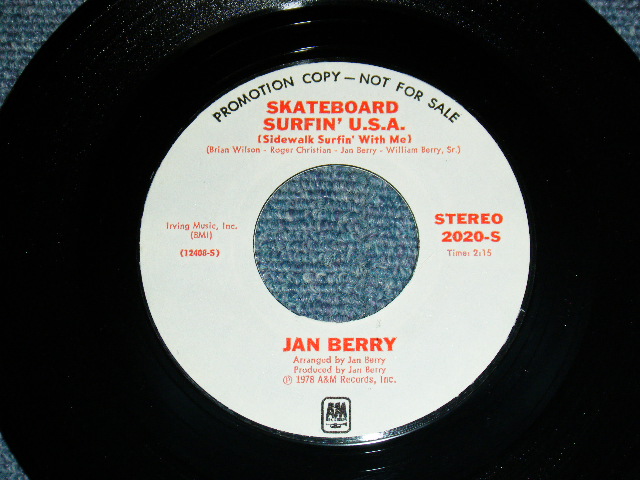 PROMOTION COPY — NOT FOR SALE
SKATEBOARD
SURFIN' U.S.A.
(Sidewalk Surfin' With Me)
(Brian Wilson - Roger Christian - Jan Berry - William Berry, Sr.)
Irving Music, Inc.
(BMI)
(12408-S)
STEREO
2020-S
Time: 2:15
JAN BERRY
Arranged by Jan Berry
Produced by Jan Berry
℗ 1978 A&M Records, Inc.
A&M
RECORDS